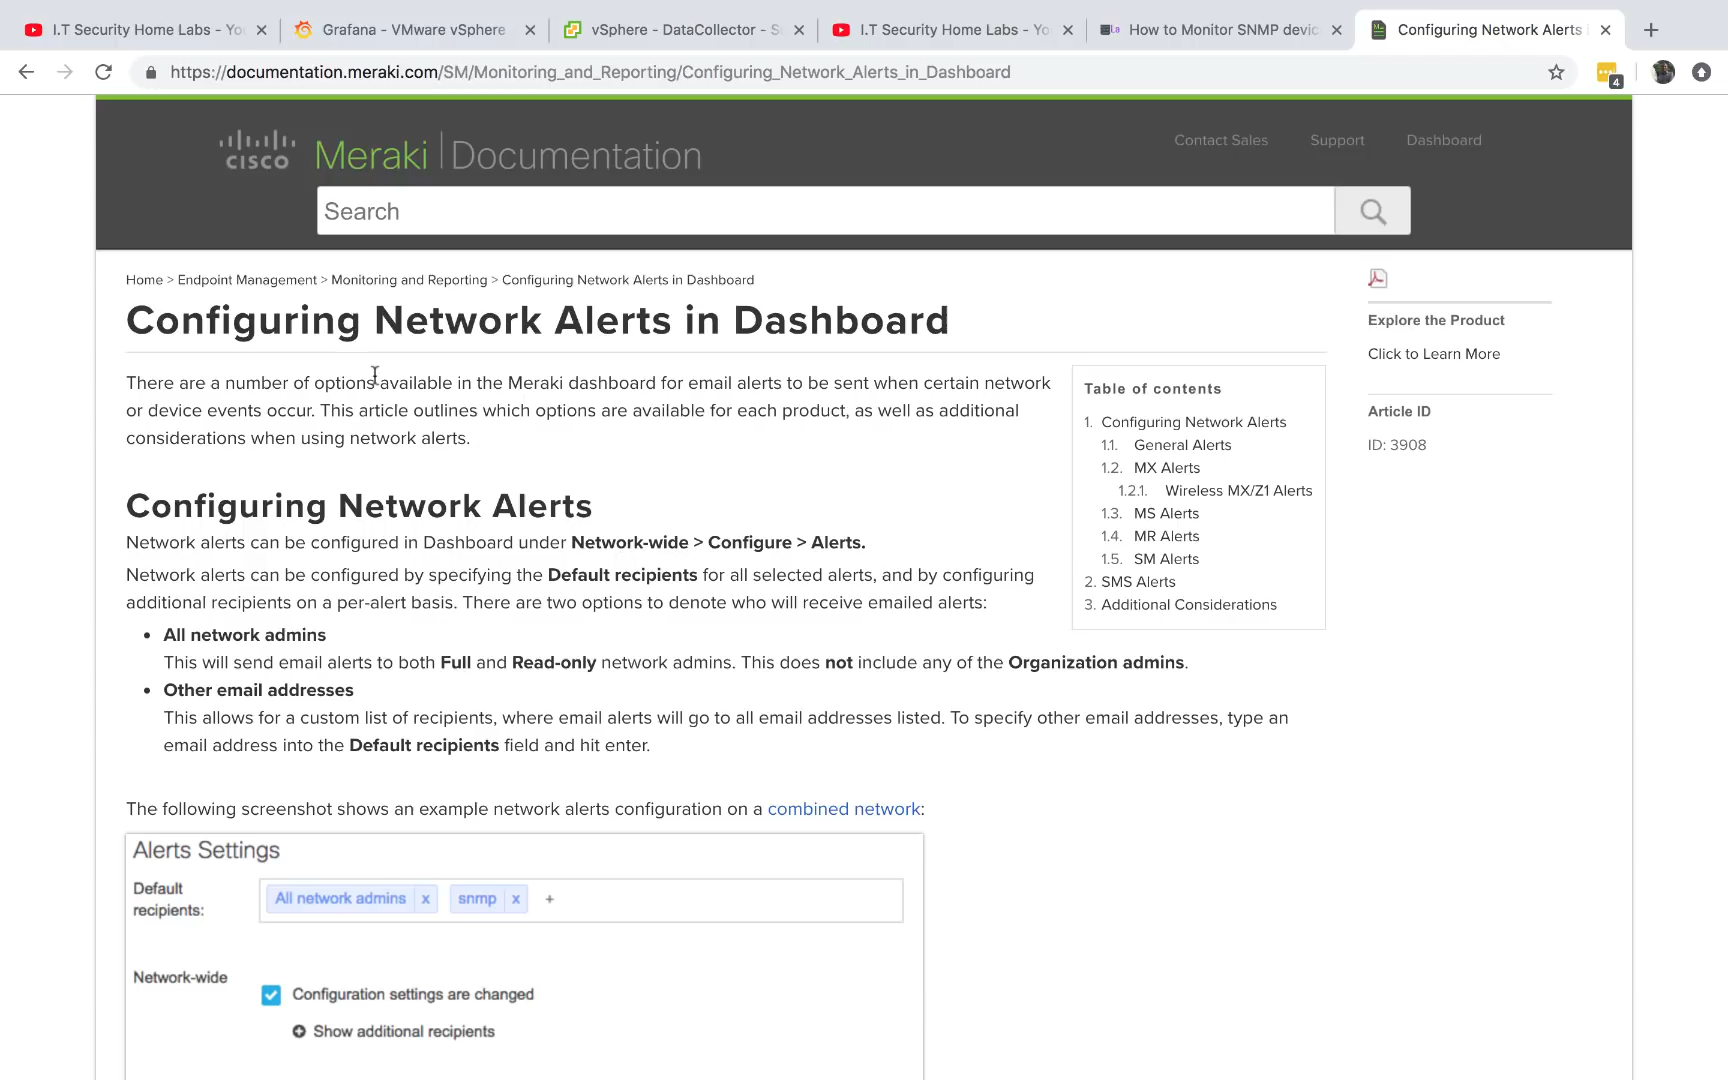 I.T Security Home Labs - Yo
Grafana - VMware vSphere
vSphere - DataCollector - S
I.T Security Home Labs - Yo
How to Monitor SNMP devic
Configuring Network Alerts
https://documentation.meraki.com/SM/Monitoring_and_Reporting/Configuring_Network_Alerts_in_Dashboard
4
cisco Meraki | Documentation
Contact Sales
Support
Dashboard
Search
Home > Endpoint Management > Monitoring and Reporting > Configuring Network Alerts in Dashboard
Configuring Network Alerts in Dashboard
There are a number of options available in the Meraki dashboard for email alerts to be sent when certain network
or device events occur. This article outlines which options are available for each product, as well as additional
considerations when using network alerts.
Configuring Network Alerts
Network alerts can be configured in Dashboard under Network-wide > Configure > Alerts.
Network alerts can be configured by specifying the Default recipients for all selected alerts, and by configuring
additional recipients on a per-alert basis. There are two options to denote who will receive emailed alerts:
• All network admins
This will send email alerts to both Full and Read-only network admins. This does not include any of the Organization admins.
• Other email addresses
This allows for a custom list of recipients, where email alerts will go to all email addresses listed. To specify other email addresses, type an
email address into the Default recipients field and hit enter.
The following screenshot shows an example network alerts configuration on a combined network:
Alerts Settings
Default
recipients:
All network admins x
snmp x
+
Network-wide
Configuration settings are changed
Show additional recipients
Table of contents
1. Configuring Network Alerts
1.1. General Alerts
1.2. MX Alerts
1.2.1. Wireless MX/Z1 Alerts
1.3. MS Alerts
1.4. MR Alerts
1.5. SM Alerts
2. SMS Alerts
3. Additional Considerations
Explore the Product
Click to Learn More
Article ID
ID: 3908